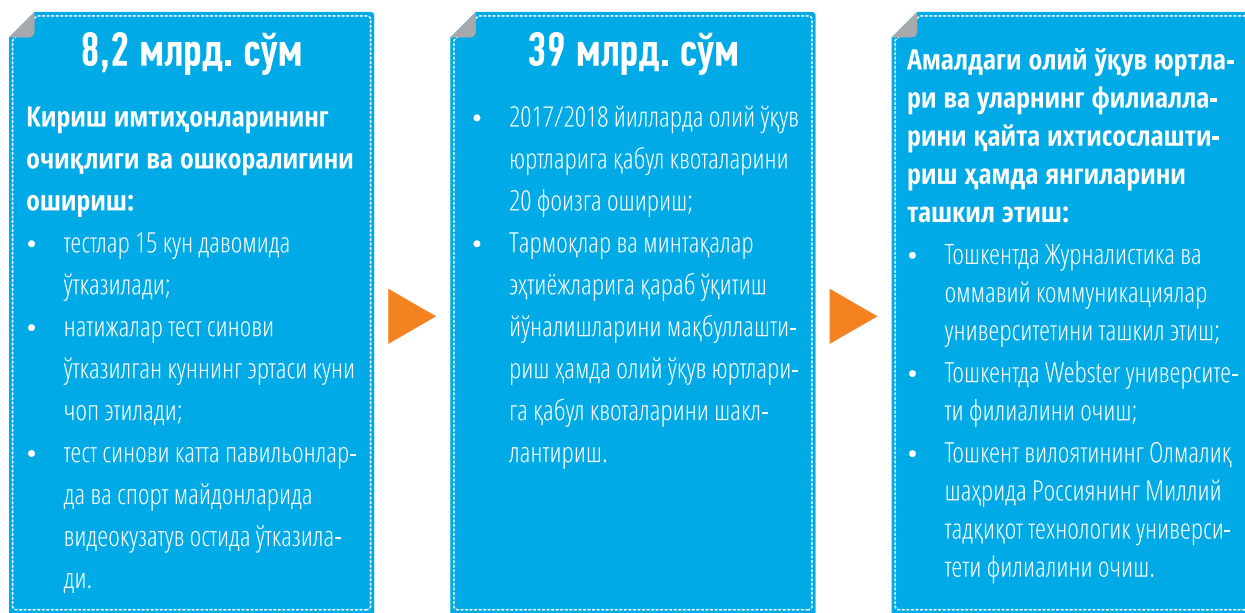 8,2 млрд. сўм
Кириш имтиҳонларининг
очиқлиги ва ошкоралигини
ошириш:
• тестлар 15 кун давомида
ўтказилади;
• натижалар тест синови
ўтказилган куннинг эртаси куни
чоп этилади;
• тест синови катта павильонлар-
да ва спорт майдонларида
видеокузатув остида ўтказила-
ди.
39 млрд. сўм
• 2017/2018 йилларда олий ўқув
юртларига қабул квоталарини
20 фоизга ошириш;
• Тармоқлар ва минтақалар
эҳтиёжларига қараб ўқитиш
йўналишларини мақбуллашти-
риш ҳамда олий ўқув юртлари-
га қабул квоталарини шакл-
лантириш.
Амалдаги олий ўқув юртла-
ри ва уларнинг филиалла-
рини қайта ихтисослашти-
риш ҳамда янгиларини
ташкил этиш:
• Тошкентда Журналистика ва
оммавий коммуникациялар
университетини ташкил этиш;
• Тошкентда Webster университе-
ти филиалини очиш;
• Тошкент вилоятининг Олмалиқ
шаҳрида Россиянинг Миллий
тадқиқот технологик универси-
тети филиалини очиш.